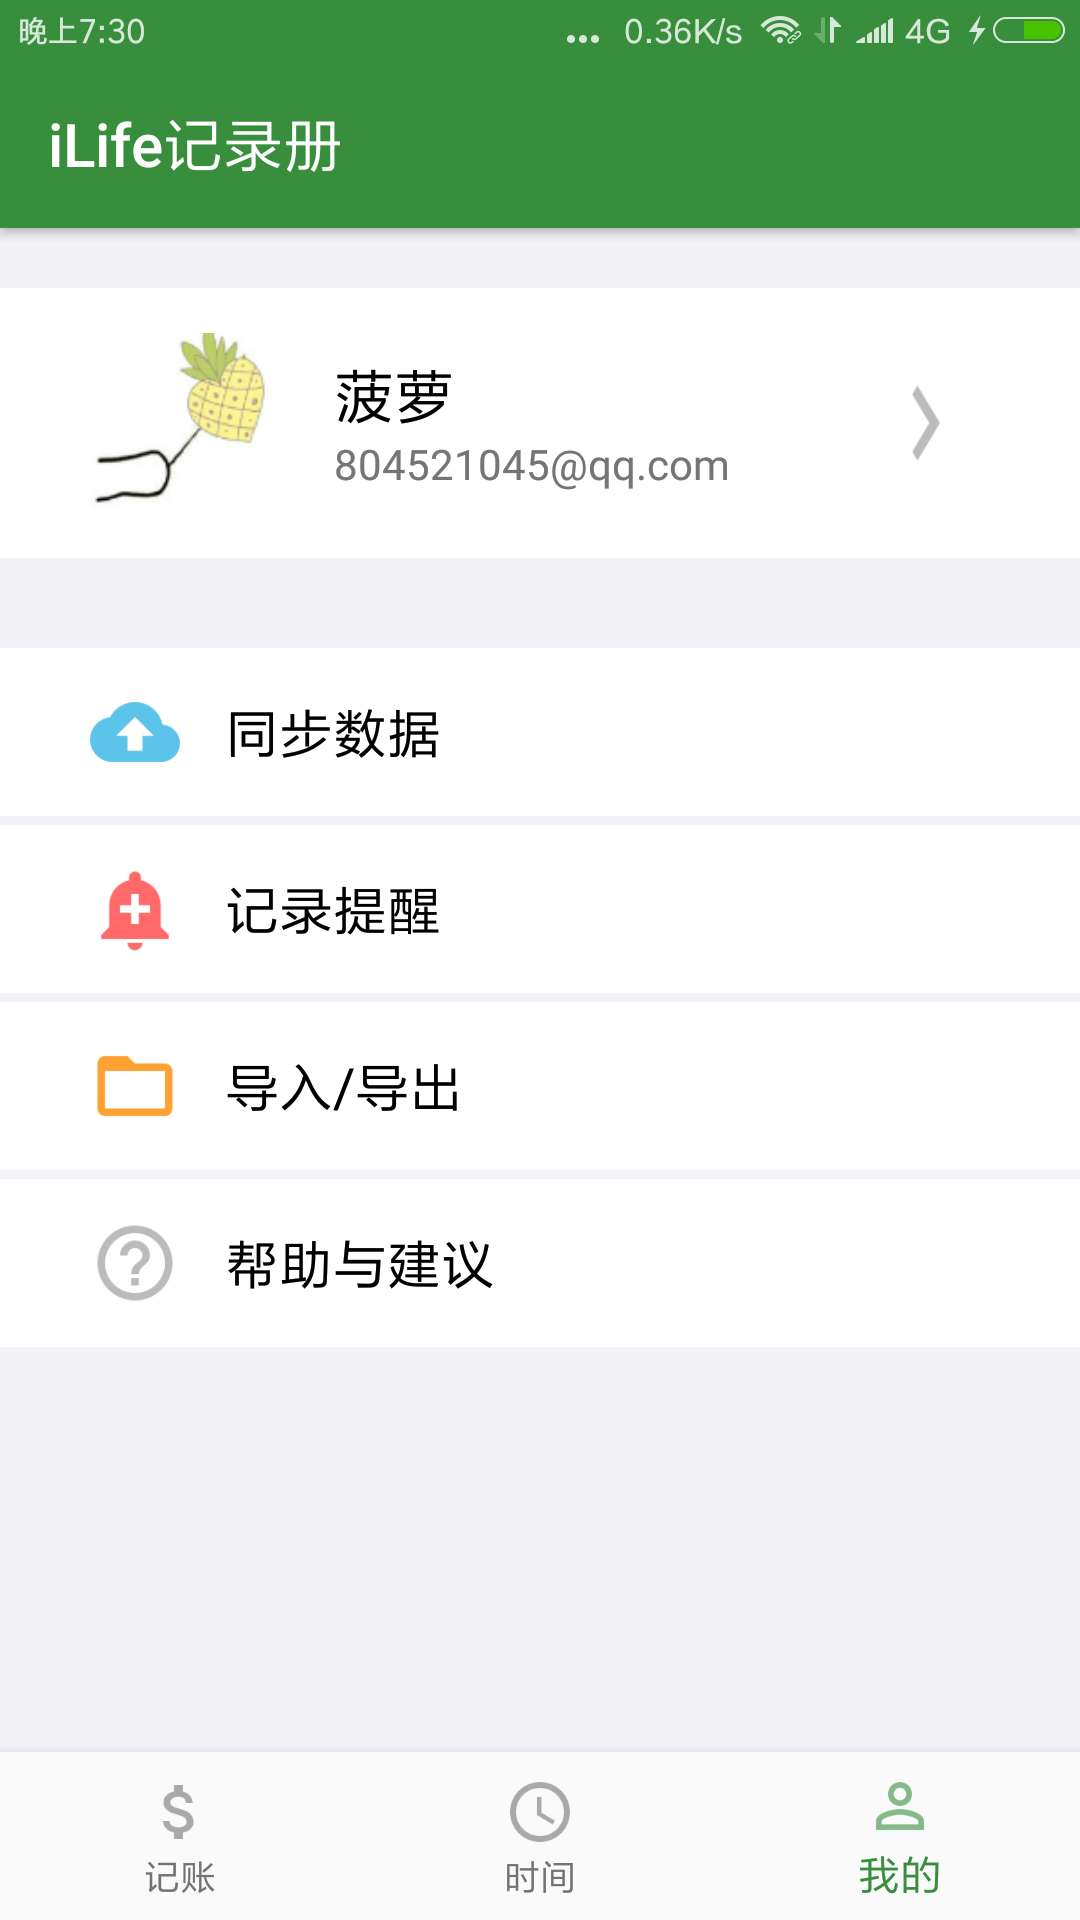 晚上7:30 ... 0.36K/s 4G
iLife记录册
菠萝
804521045@qq.com
同步数据
记录提醒
导入/导出
帮助与建议
记账 时间 我的